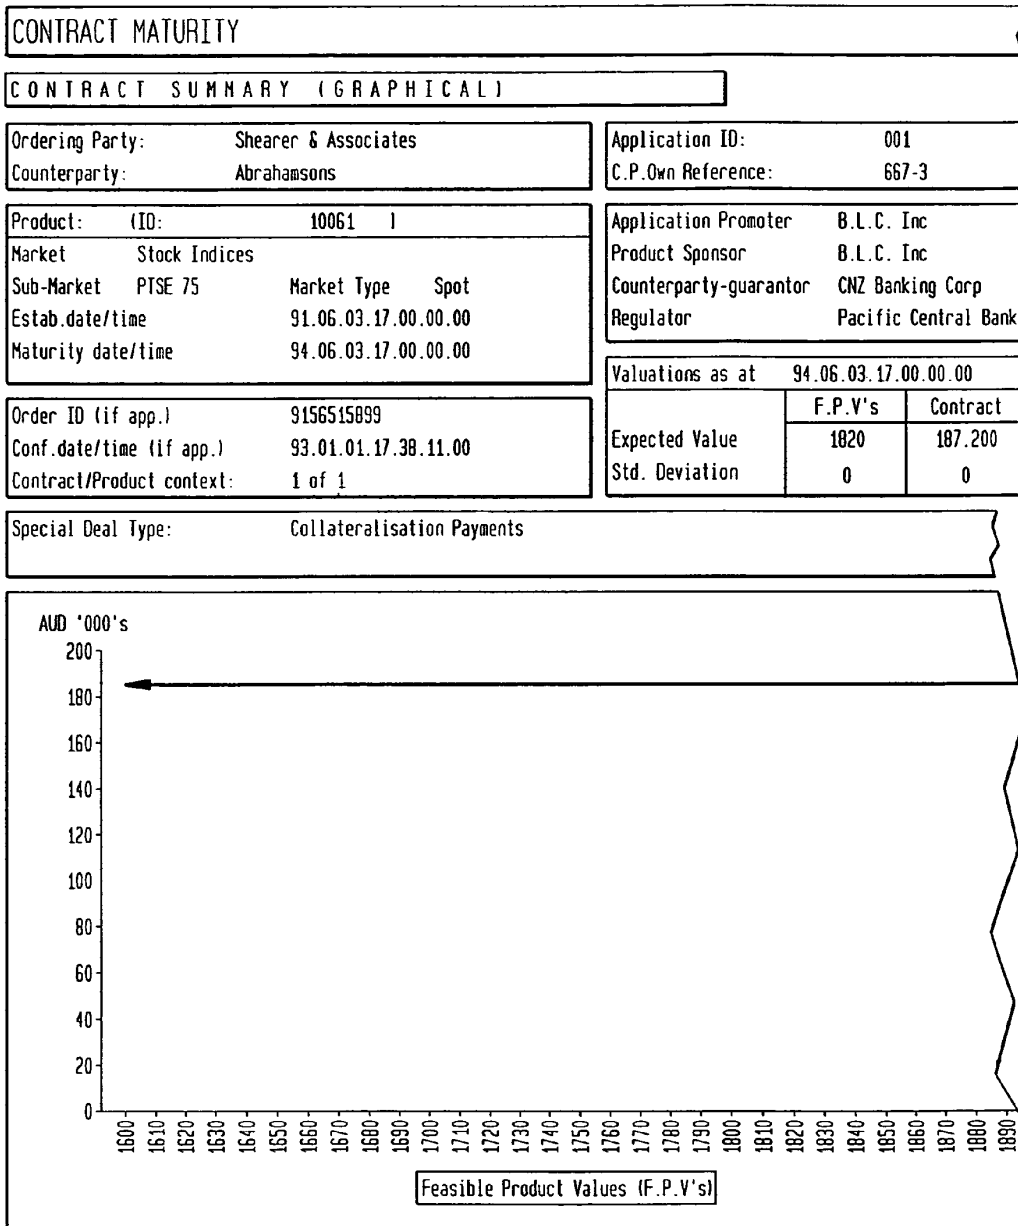 CONTRACT MATURITY
CONTRACT SUMMARY (GRAPHICAL)
Ordering Party: Shearer & Associates
Counterparty: Abrahamsons
Application ID: 001
C.P.Own Reference: 667-3
Product: (ID: 10061 )
Market Stock Indices
Sub-Market PTSE 75 Market Type Spot
Estab.date/time 91.06.03.17.00.00.00
Maturity date/time 94.06.03.17.00.00.00
Application Promoter B.L.C. Inc
Product Sponsor B.L.C. Inc
Counterparty-guarantor CNZ Banking Corp
Regulator Pacific Central Bank
Order ID (if app.) 9156515899
Conf.date/time (if app.) 93.01.01.17.38.11.00
Contract/Product context: 1 of 1
Valuations as at 94.06.03.17.00.00.00
F.P.V's Contract
Expected Value 1820 187.200
Std. Deviation 0 0
Special Deal Type: Collateralisation Payments
AUD '000's
200
180
160
140
120
100
80
60
40
20
0
1600 1610 1620 1630 1640 1650 1660 1670 1680 1690 1700 1710 1720 1730 1740 1750 1760 1770 1780 1790 1800 1810 1820 1830 1840 1850 1860 1870 1880 1890
Feasible Product Values (F.P.V's)